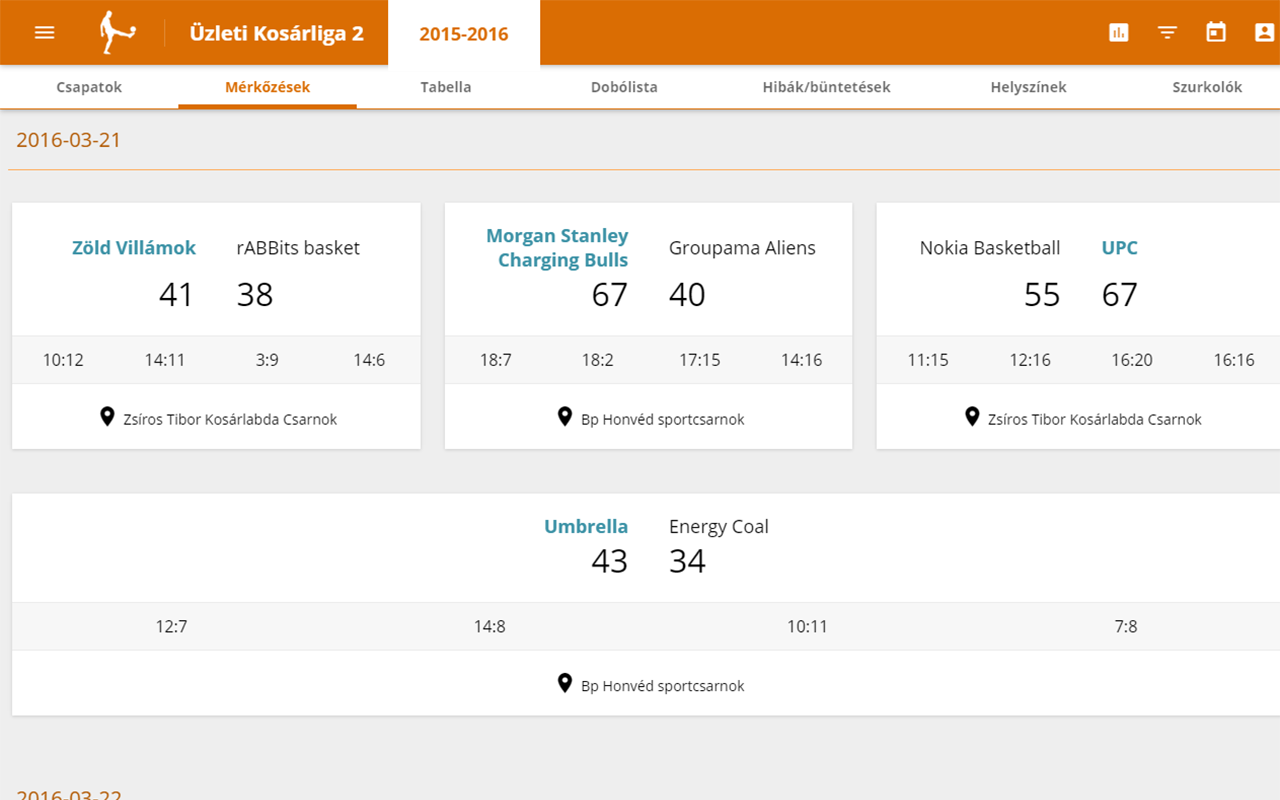 Üzleti Kosárliga 2
2015-2016
Csapatok
Mérkőzések
Tabella
Dobólista
Hibák/büntetések
Helyszínek
Szurkolók
2016-03-21
Zöld Villámok
rABBits basket
41
38
10:12
14:11
3:9
14:6
Zsíros Tibor Kosárlabda Csarnok
Morgan Stanley
Charging Bulls
Groupama Aliens
67
40
18:7
18:2
17:15
14:16
Bp Honvéd sportcsarnok
Nokia Basketball
UPC
55
67
11:15
12:16
16:20
16:16
Zsíros Tibor Kosárlabda Csarnok
Umbrella
Energy Coal
43
34
12:7
14:8
10:11
7:8
Bp Honvéd sportcsarnok
2016-03-22